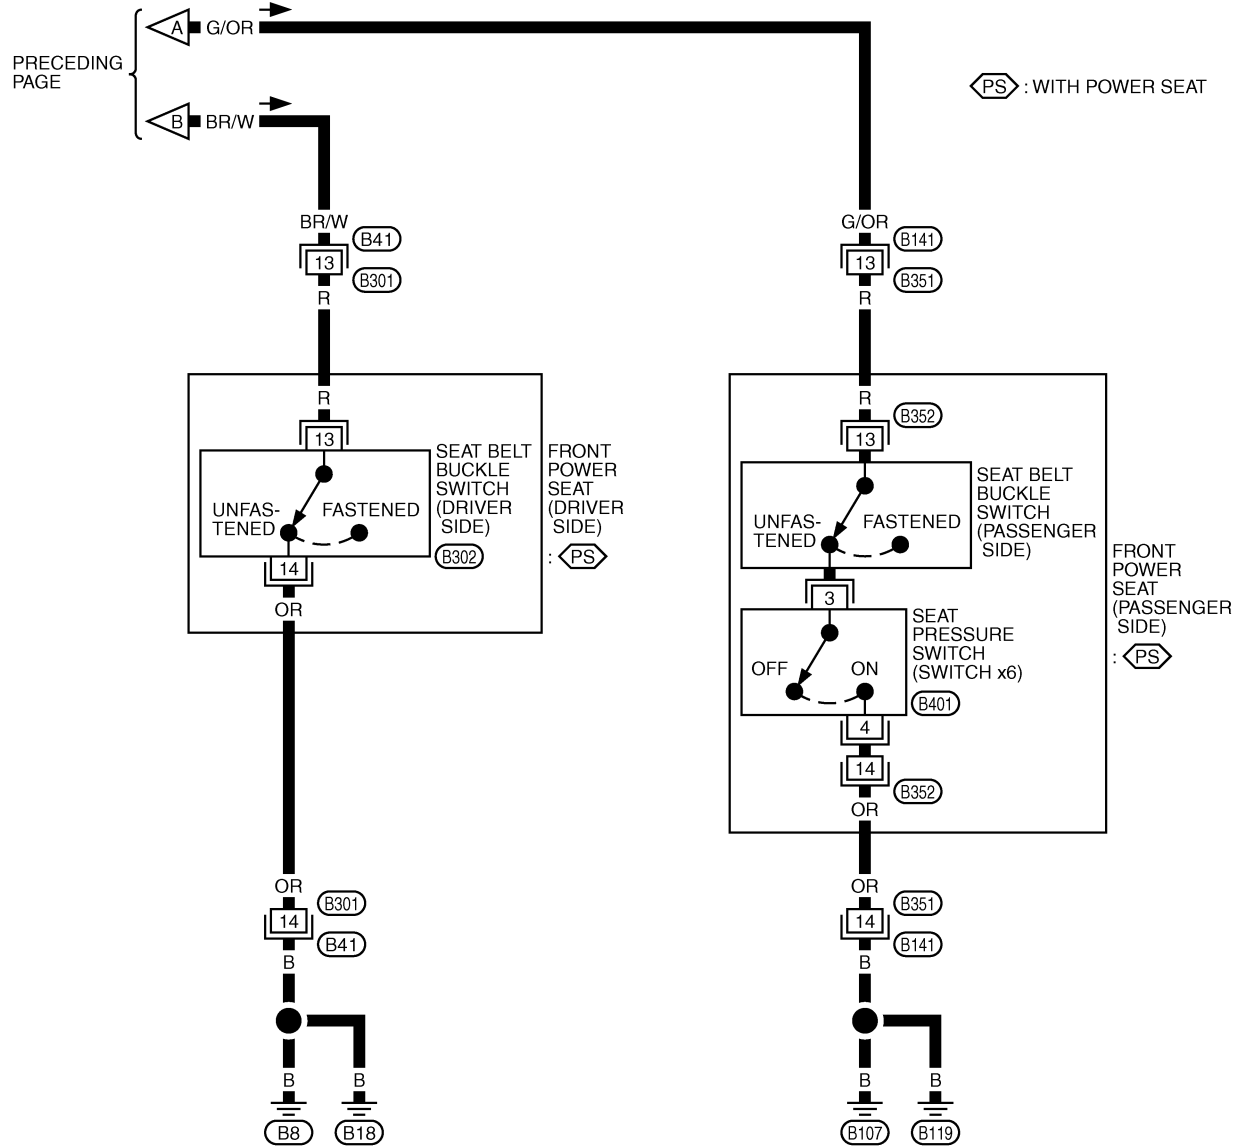 A G/OR
PRECEDING
PAGE
PS : WITH POWER SEAT
B BR/W
BR/W
B41
13
B301
R
G/OR
B141
13
B351
R
R
13
SEAT BELT
BUCKLE
SWITCH
(DRIVER
SIDE)
B302
FRONT
POWER
SEAT
(DRIVER
SIDE)
: PS
UNFAS-
TENED
FASTENED
14
OR
R
B352
13
SEAT BELT
BUCKLE
SWITCH
(PASSENGER
SIDE)
UNFAS-
TENED
FASTENED
3
FRONT
POWER
SEAT
(PASSENGER
SIDE)
: PS
SEAT
PRESSURE
SWITCH
(SWITCH x6)
B401
OFF
ON
4
14
B352
OR
OR
B301
14
B41
B
B
B
B8
B18
OR
B351
14
B141
B
B
B
B107
B119